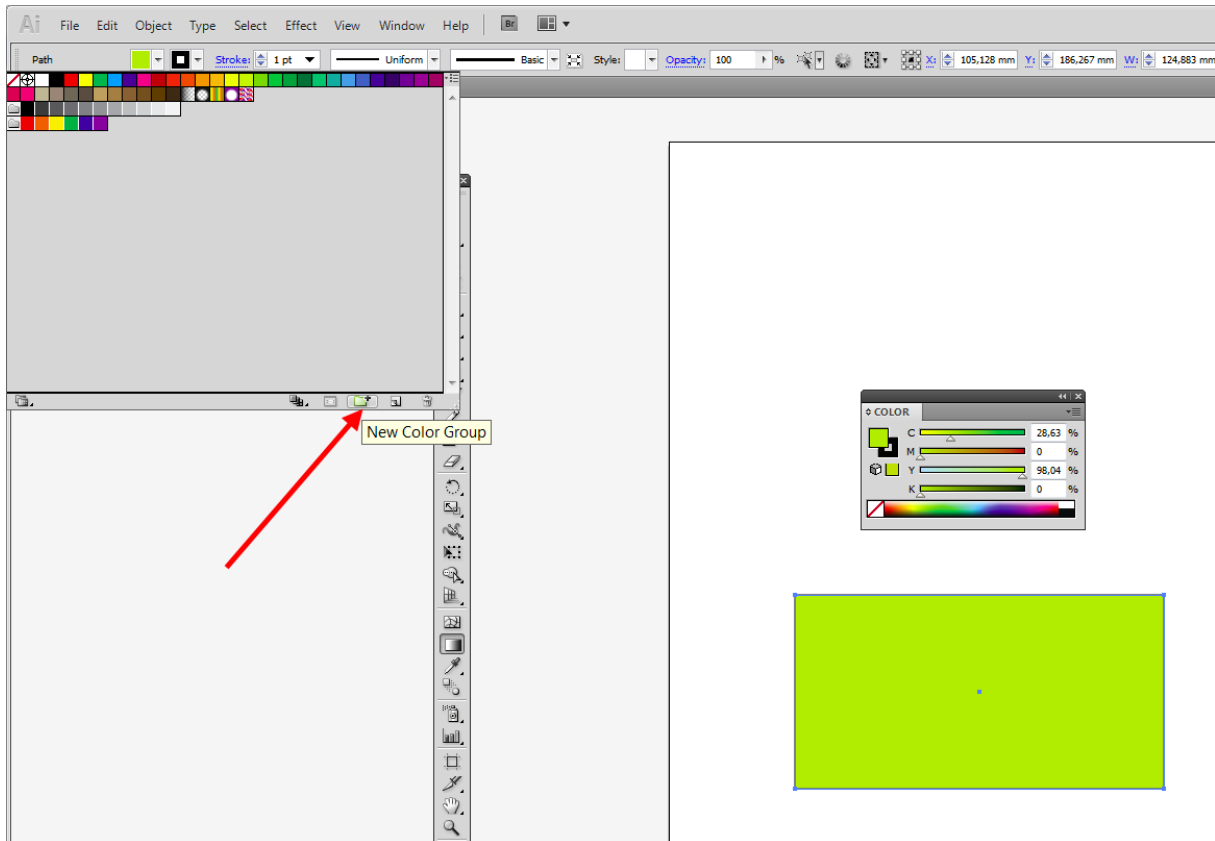 Ai File Edit Object Type Select Effect View Window Help Br
Path Stroke: 1 pt Uniform Basic Style: Opacity: 100 % X: 105,128 mm Y: 186,267 mm W: 124,883 mm
New Color Group
COLOR
C 28,63 %
M 0 %
Y 98,04 %
K 0 %